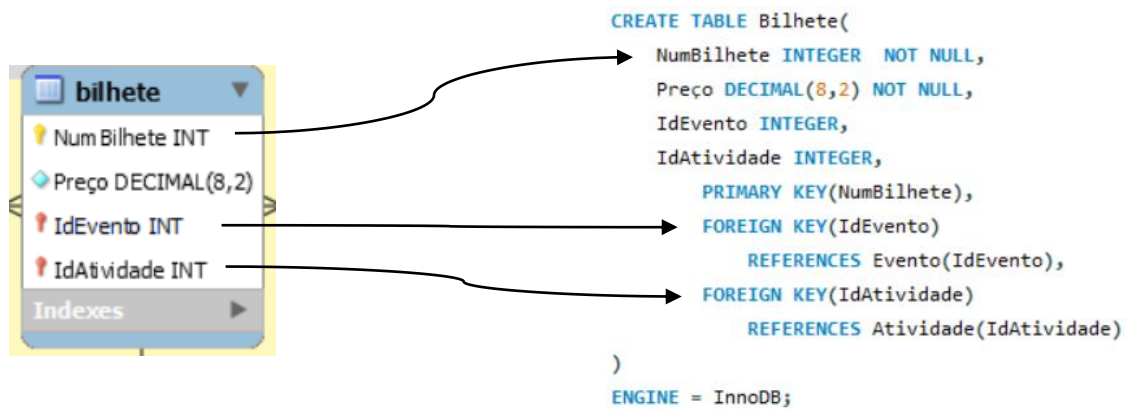 bilhete
NumBilhete INT
Preço DECIMAL(8,2)
IdEvento INT
IdAtividade INT
Indexes
CREATE TABLE Bilhete(
NumBilhete INTEGER  NOT NULL,
Preço DECIMAL(8,2) NOT NULL,
IdEvento INTEGER,
IdAtividade INTEGER,
PRIMARY KEY(NumBilhete),
FOREIGN KEY(IdEvento)
REFERENCES Evento(IdEvento),
FOREIGN KEY(IdAtividade)
REFERENCES Atividade(IdAtividade)
)
ENGINE = InnoDB;